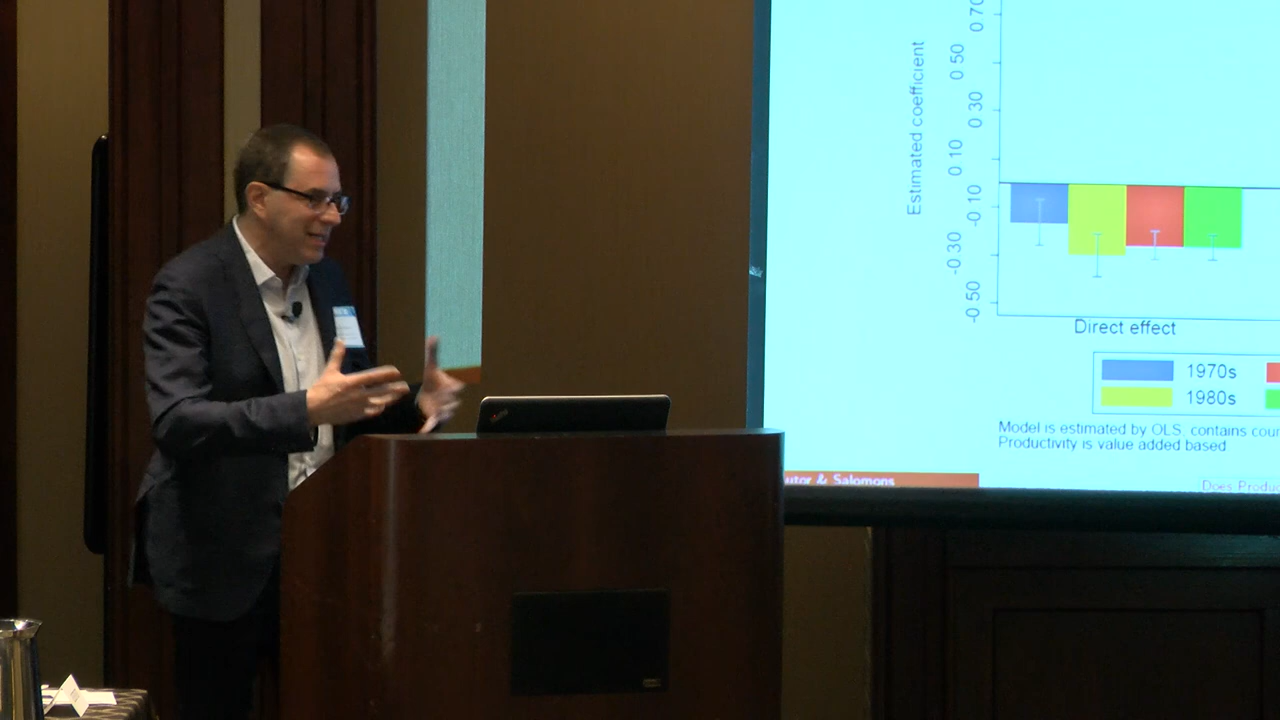 Estimated coefficient
0 70
0 50
0 30
0 10
-0 10
-0 30
-0 50
Direct effect
1970s
1980s
Model is estimated by OLS, contains cour
Productivity is value added based
utor & Salomons
Does Produc